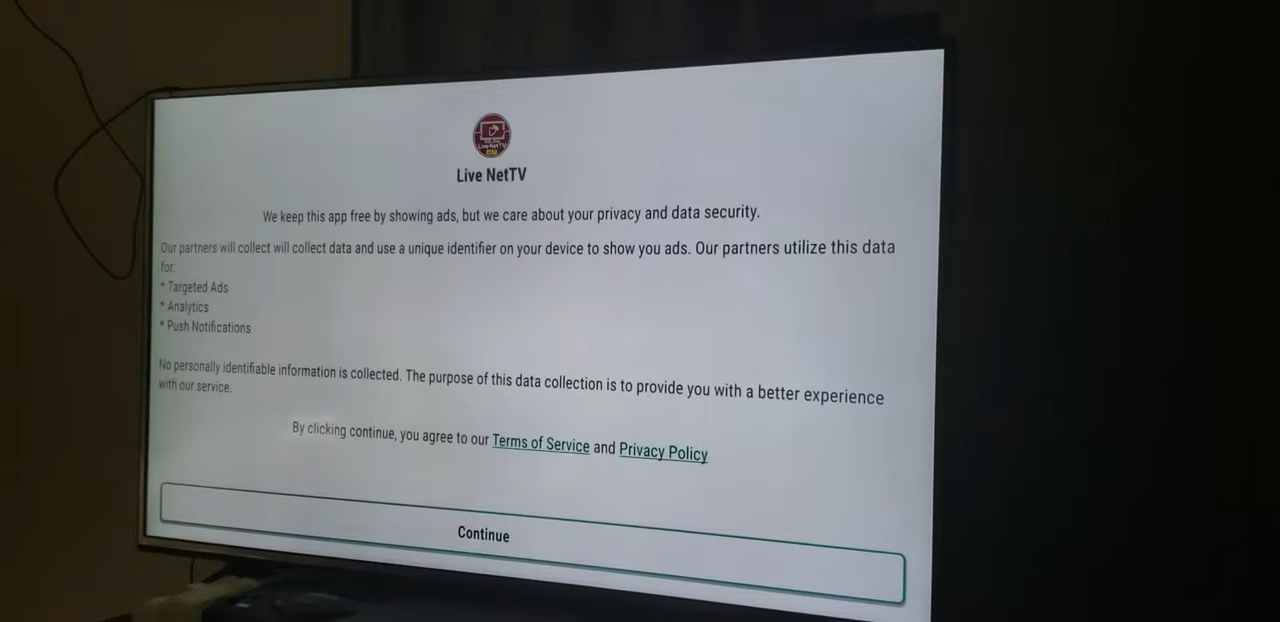 Live NetTV
Live NetTV
We keep this app free by showing ads, but we care about your privacy and data security.
Our partners will collect will collect data and use a unique identifier on your device to show you ads. Our partners utilize this data
for:
* Targeted Ads
* Analytics
* Push Notifications
No personally identifiable information is collected. The purpose of this data collection is to provide you with a better experience
with our service.
By clicking continue, you agree to our Terms of Service and Privacy Policy
Continue